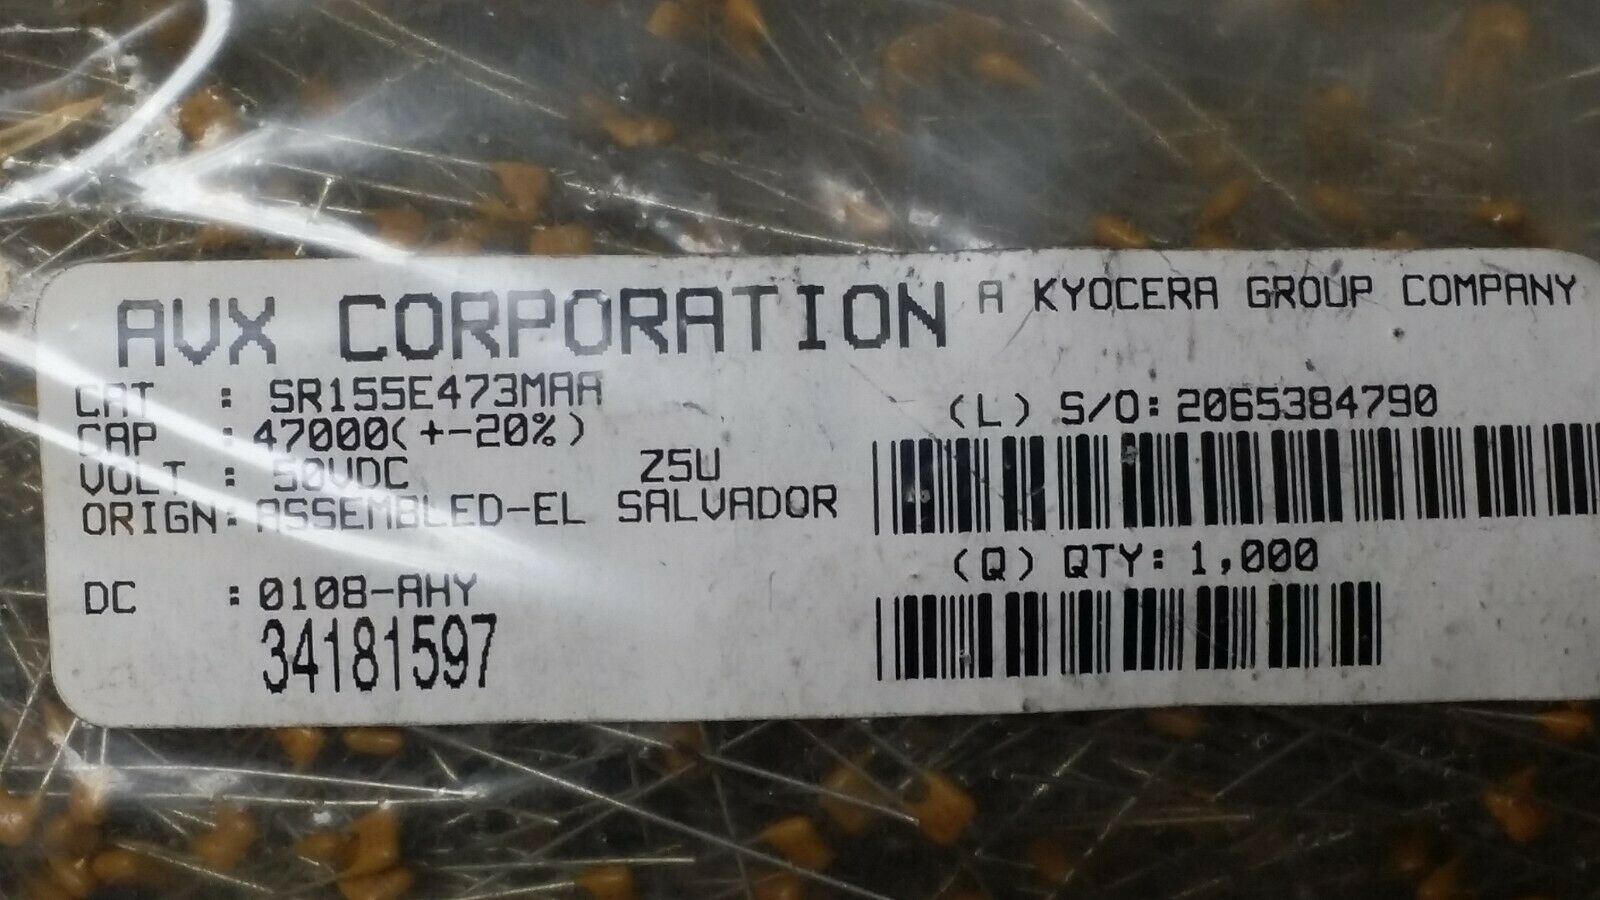 AVX CORPORATION A KYOCERA GROUP COMPANY
CAT : SR155E473MAA
CAP : 47000(+-20%)
VOLT : 50VDC Z5U
ORIGN: ASSEMBLED-EL SALVADOR
DC : 0108-AHY
34181597
(L) S/O: 2065384790
(Q) QTY: 1,000